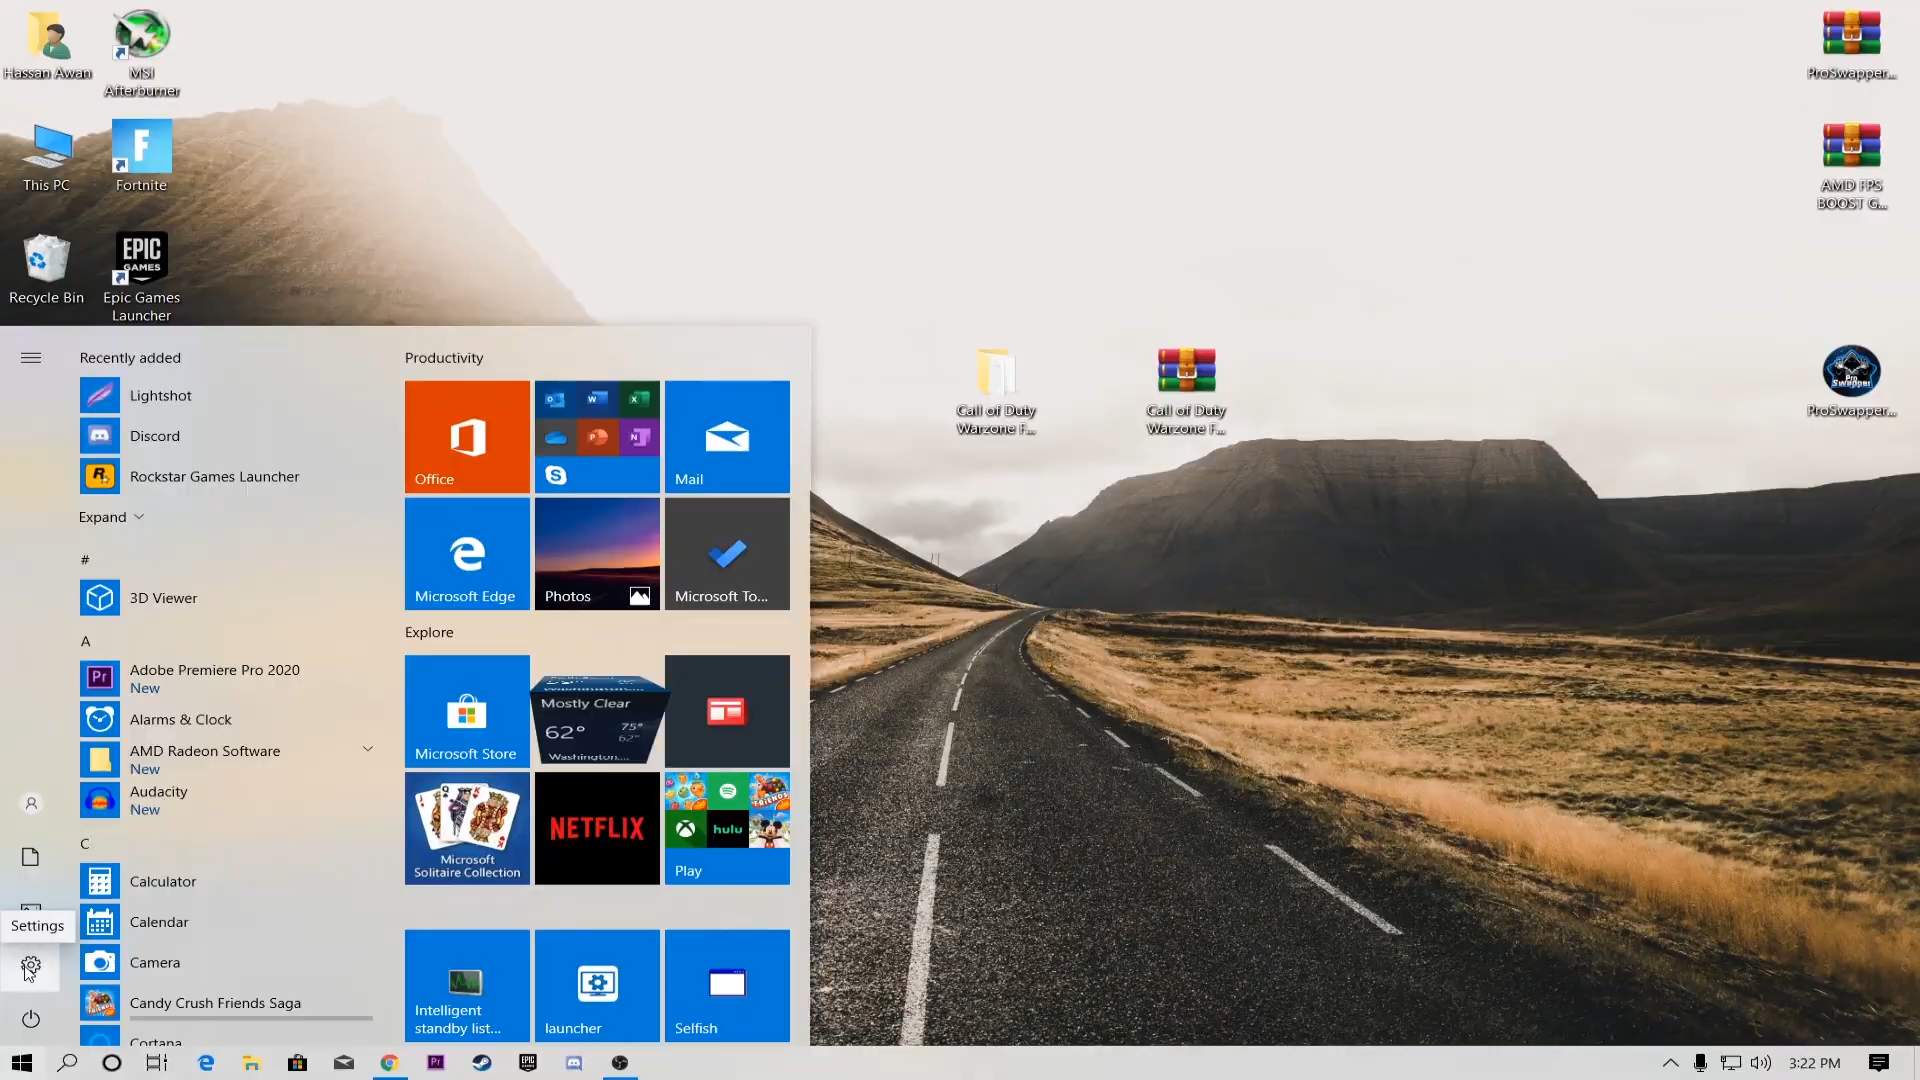 Hassan Awan
MSI
Afterburner
This PC
Fortnite
Recycle Bin
EPIC
GAMES
Epic Games
Launcher
ProSwapper...
AMD FPS
BOOST G...
Pro
Swapper
ProSwapper...
Call of Duty
Warzone F...
Call of Duty
Warzone F...
Recently added
Lightshot
Discord
Rockstar Games Launcher
Expand
#
3D Viewer
A
Adobe Premiere Pro 2020
New
Alarms & Clock
AMD Radeon Software
New
Audacity
New
C
Calculator
Calendar
Camera
Candy Crush Friends Saga
Cortana
Settings
Productivity
Office
Mail
Microsoft Edge
Photos
Microsoft To...
Explore
Microsoft Store
Mostly Clear
62°
75°
62°
Washington,...
Microsoft
Solitaire Collection
NETFLIX
hulu
Play
Intelligent
standby list...
launcher
Selfish
3:22 PM